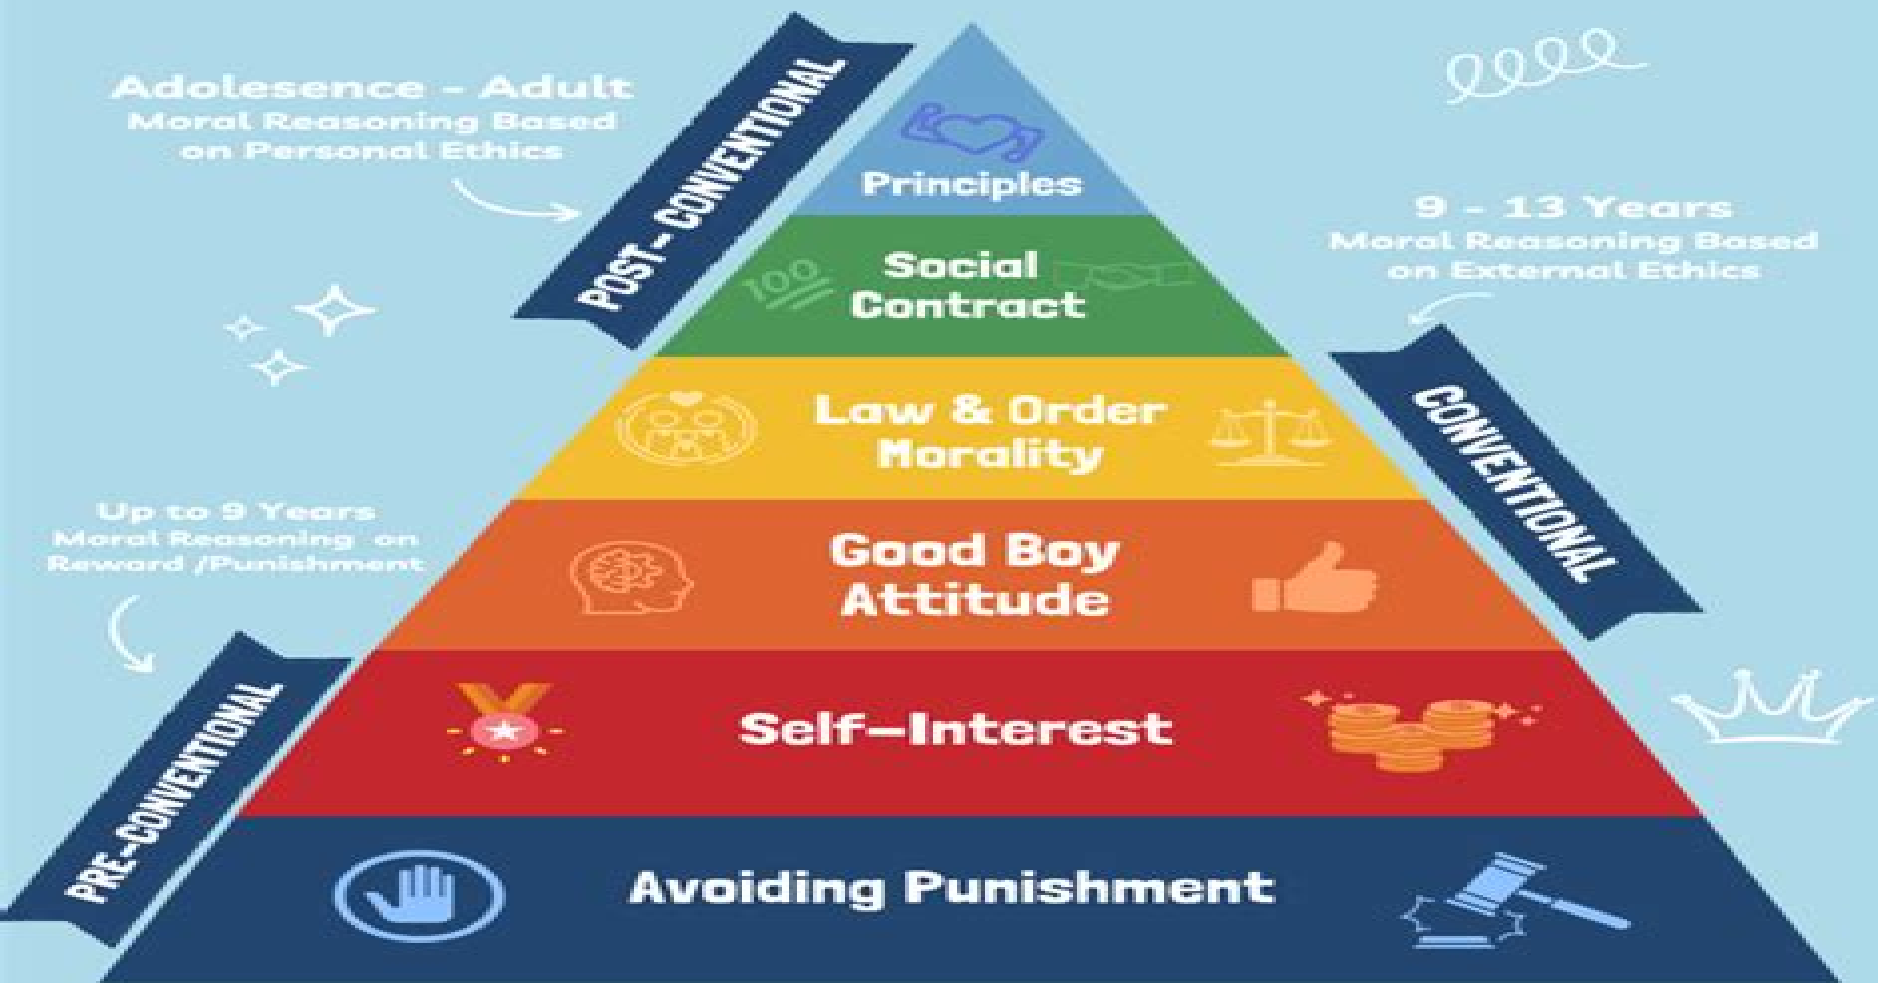 Adolesence - Adult
Moral Reasoning Based
on Personal Ethics
POST- CONVENTIONAL
Principles
9 - 13 Years
Moral Reasoning Based
on External Ethics
Social
Contract
100
CONVENTIONAL
Law & Order
Morality
Up to 9 Years
Moral Reasoning on
Reward /Punishment
Good Boy
Attitude
PRE-CONVENTIONAL
Self-Interest
Avoiding Punishment